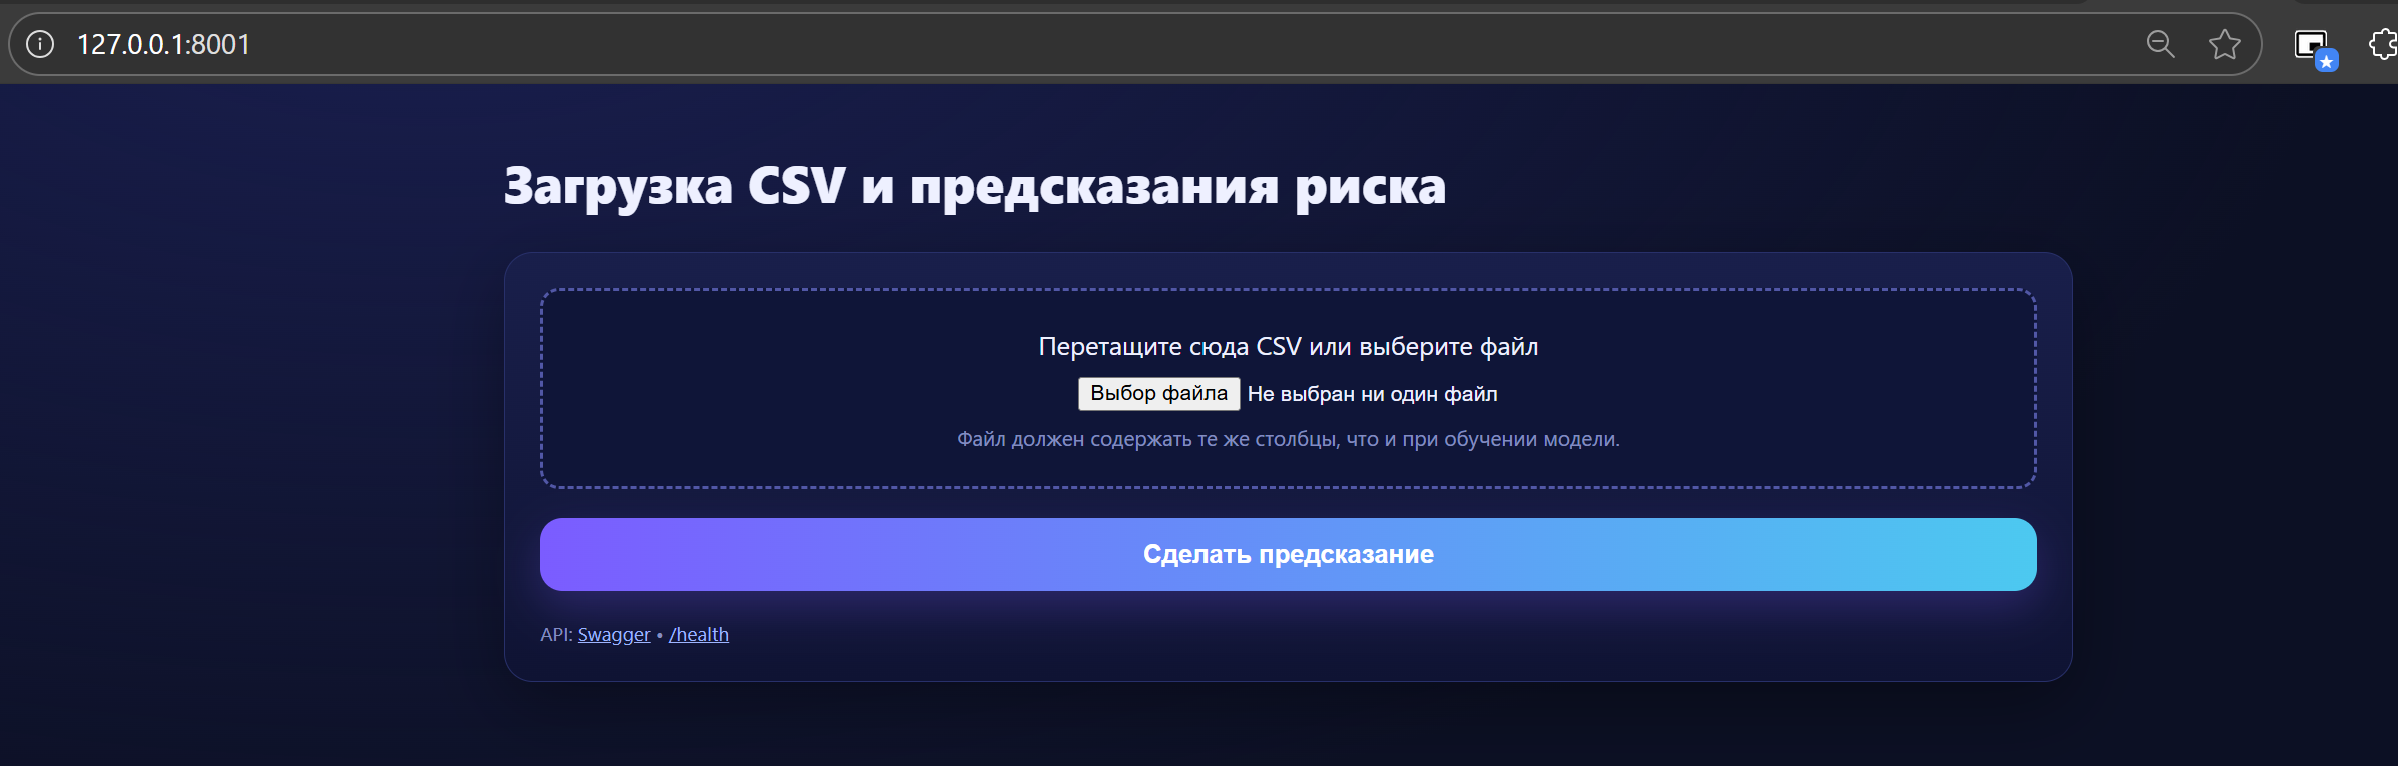 127.0.0.1:8001
Загрузка CSV и предсказания риска
Перетащите сюда CSV или выберите файл
Выбор файла Не выбран ни один файл
Файл должен содержать те же столбцы, что и при обучении модели.
Сделать предсказание
API: Swagger • /health